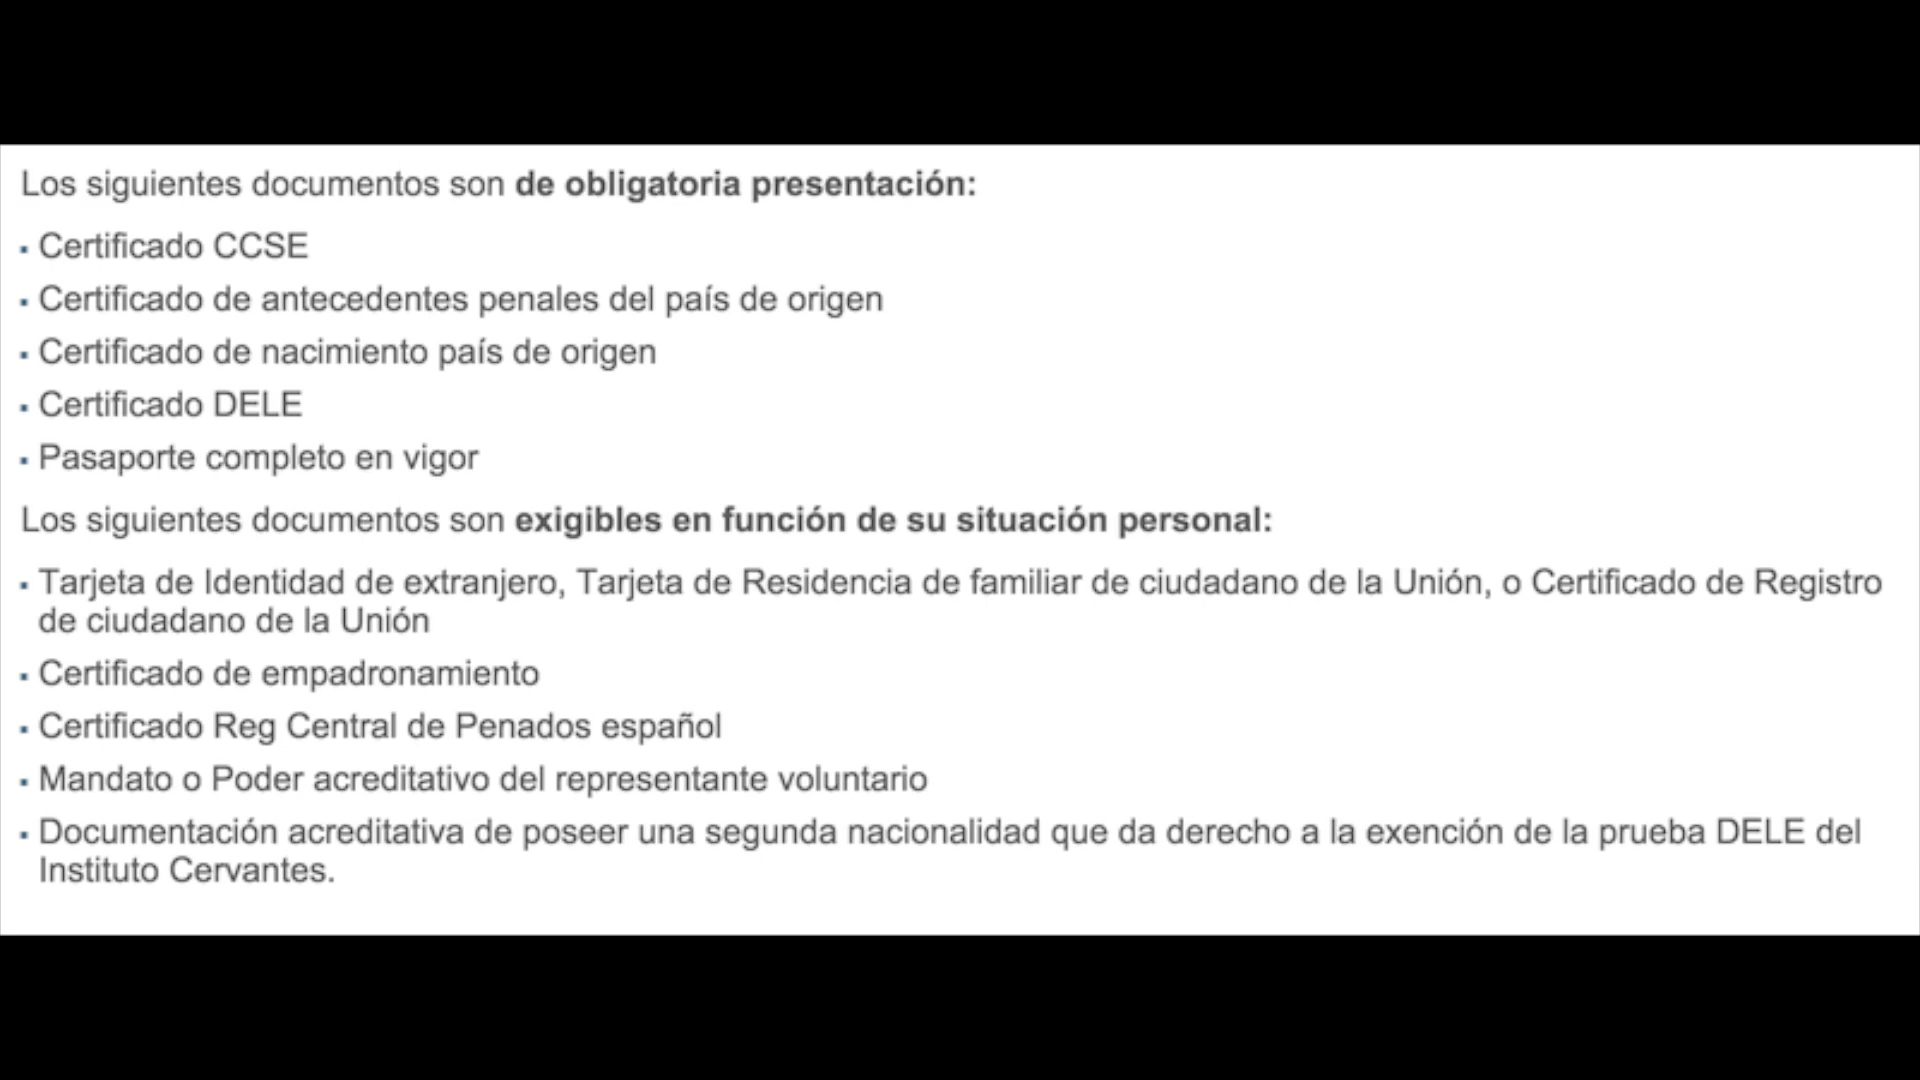 Los siguientes documentos son de obligatoria presentación:
▪ Certificado CCSE
▪ Certificado de antecedentes penales del país de origen
▪ Certificado de nacimiento país de origen
▪ Certificado DELE
▪ Pasaporte completo en vigor
Los siguientes documentos son exigibles en función de su situación personal:
▪ Tarjeta de Identidad de extranjero, Tarjeta de Residencia de familiar de ciudadano de la Unión, o Certificado de Registro
de ciudadano de la Unión
▪ Certificado de empadronamiento
▪ Certificado Reg Central de Penados español
▪ Mandato o Poder acreditativo del representante voluntario
▪ Documentación acreditativa de poseer una segunda nacionalidad que da derecho a la exención de la prueba DELE del
Instituto Cervantes.